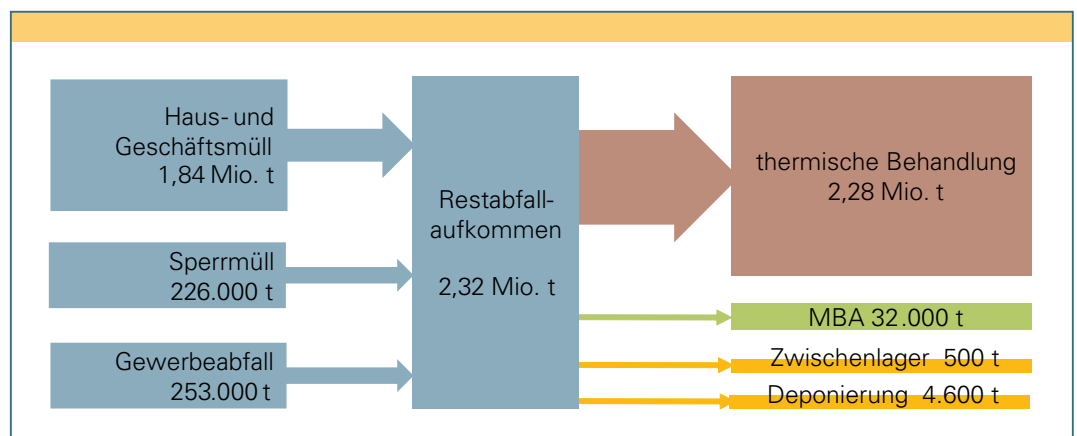 Haus- und
Geschäftsmüll
1,84 Mio. t
Sperrmüll
226.000 t
Gewerbeabfall
253.000 t
Restabfall-
aufkommen
2,32 Mio. t
thermische Behandlung
2,28 Mio. t
MBA 32.000 t
Zwischenlager 500 t
Deponierung 4.600 t